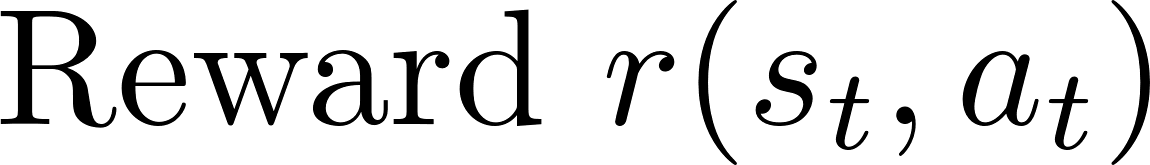 Reward $r(s_t, a_t)$